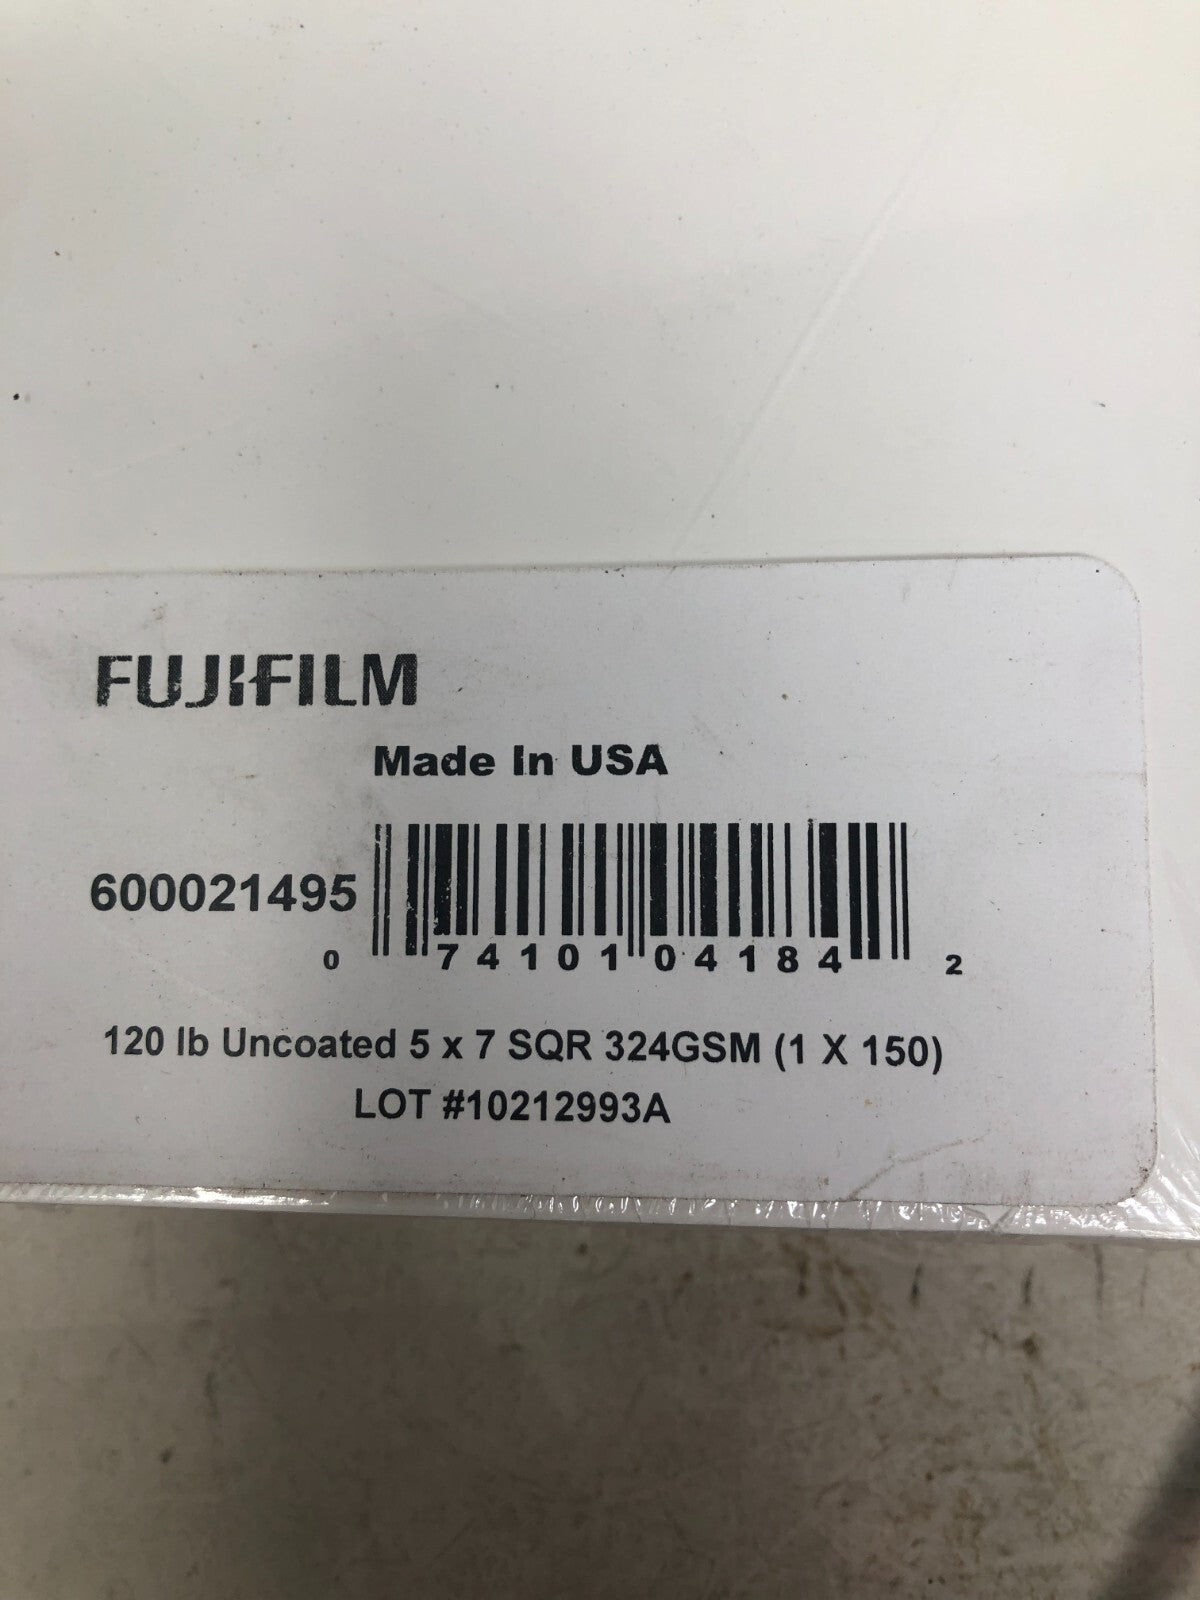 FUJIFILM
Made In USA
600021495
0 74101 04184 2
120 lb Uncoated 5 x 7 SQR 324GSM (1 X 150)
LOT #10212993A